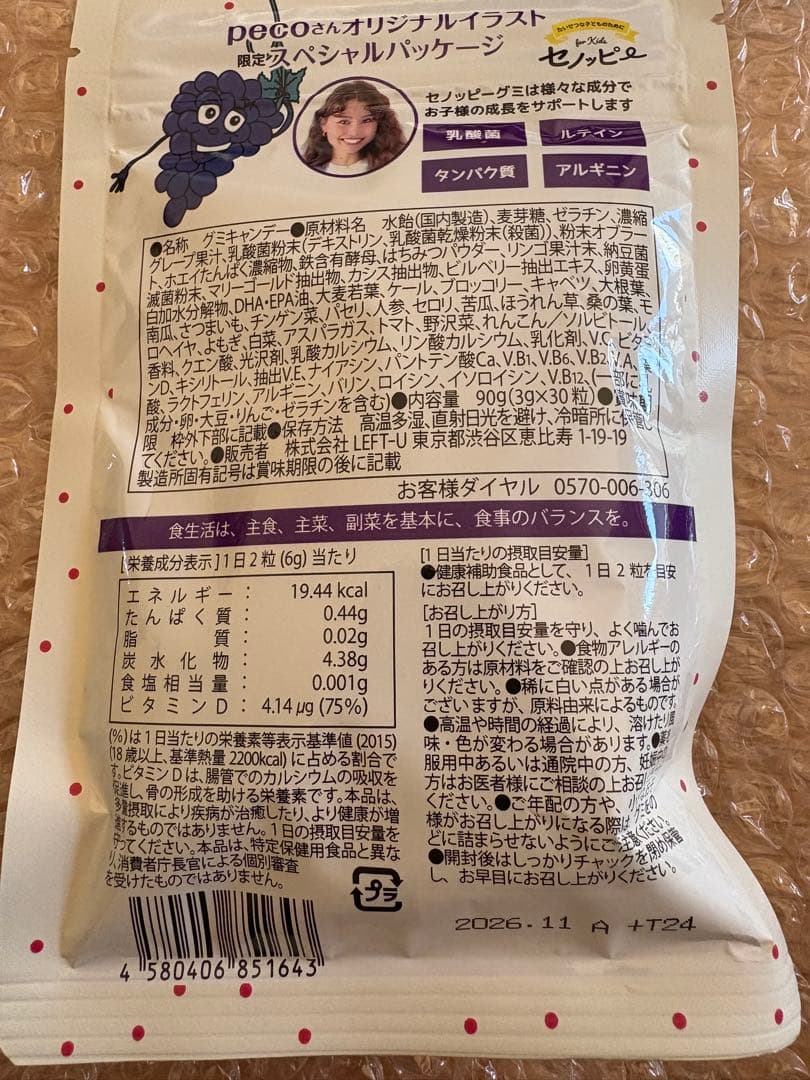 pecoさんオリジナルイラスト
限定スペシャルパッケージ
たいせつな子どものために
for Kids
セノッピー
セノッピーグミは様々な成分で
お子様の成長をサポートします
乳酸菌
ルテイン
タンパク質
アルギニン
●名称 グミキャンデー●原材料名 水飴(国内製造)、麦芽糖、ゼラチン、濃縮
グレープ果汁、乳酸菌粉末(デキストリン、乳酸菌乾燥粉末(殺菌))、粉末オブラー
ト、ホエイたんぱく濃縮物、鉄含有酵母、はちみつパウダー、リンゴ果汁末、納豆菌
滅菌粉末、マリーゴールド抽出物、カシス抽出物、ビルベリー抽出エキス、卵黄蛋
白加水分解物、DHA・EPA油、大麦若葉、ケール、ブロッコリー、キャベツ、大根葉、
南瓜、さつまいも、チンゲン菜、パセリ、人参、セロリ、苦瓜、ほうれん草、桑の葉、モ
ロヘイヤ、よもぎ、白菜、アスパラガス、トマト、野沢菜、れんこん／ソルビトール、
香料、クエン酸、光沢剤、乳酸カルシウム、リン酸カルシウム、乳化剤、V.C、ビタミ
ンD、キシリトール、抽出V.E、ナイアシン、パントテン酸Ca、V.B1、V.B6、V.B2、V.A、
酸、ラクトフェリン、アルギニン、バリン、ロイシン、イソロイシン、V.B12、(一部に
成分・卵・大豆・りんご・ゼラチンを含む)●内容量 90g(3g×30粒)●賞味期
限 枠外下部に記載●保存方法 高温多湿、直射日光を避け、冷暗所に保管し
てください。●販売者 株式会社 LEFT-U 東京都渋谷区恵比寿 1-19-19
製造所固有記号は賞味期限の後に記載
お客様ダイヤル 0570-006-306
食生活は、主食、主菜、副菜を基本に、食事のバランスを。
[栄養成分表示]1日2粒(6g)当たり
エネルギー： 19.44 kcal
たんぱく質： 0.44g
脂質： 0.02g
炭水化物： 4.38g
食塩相当量： 0.001g
ビタミンD： 4.14㎍(75%)
(%)は1日当たりの栄養素等表示基準値(2015)
(18歳以上、基準熱量2200kcal)に占める割合で
す。ビタミンDは、腸管でのカルシウムの吸収を
促進し、骨の形成を助ける栄養素です。本品は、
多量摂取により疾病が治癒したり、より健康が増
進するものではありません。1日の摂取目安量を
守ってください。本品は、特定保健用食品と異な
り、消費者庁長官による個別審査
を受けたものではありません。
プラ
4 580406 851643
[1日当たりの摂取目安量]
●健康補助食品として、1日2粒を目安
にお召し上がりください。
[お召し上がり方]
1日の摂取目安量を守り、よく噛んでお
召し上がりください。●食物アレルギーの
ある方は原材料をご確認の上お召し上が
りください。●稀に白い点がある場合が
ございますが、原料由来によるものです。
●高温や時間の経過により、溶けたり風
味・色が変わる場合があります。●薬
服用中あるいは通院中の方、妊娠中の
方はお医者様にご相談の上お召し
ください。●ご年配の方や、小さ
様がお召し上がりになる際は、グミをの
どに詰まらせないようにご注意ください。
●開封後はしっかりチャックを閉め保管
し、お早目にお召し上がりください。
2026.11 A +T24